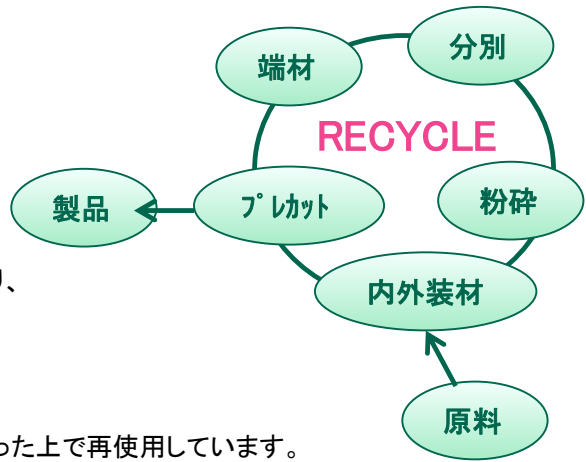 分別
端材
RECYCLE
製品
プレカット
粉砕
り、
内外装材
原料
った上で再使用しています。